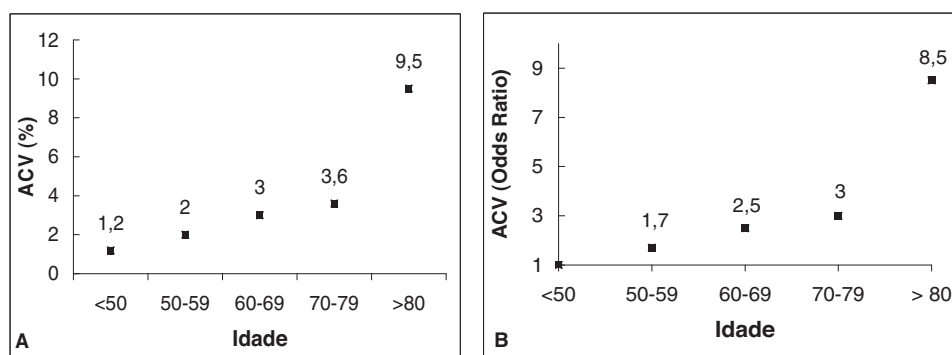 12
10
8
6
4
2
0
ACV (%)
1,2
2
3
3,6
9,5
<50 50-59 60-69 70-79 >80
Idade
A
9
7
5
3
1
ACV (Odds Ratio)
1,7
2,5
3
8,5
<50 50-59 60-69 70-79 > 80
Idade
B